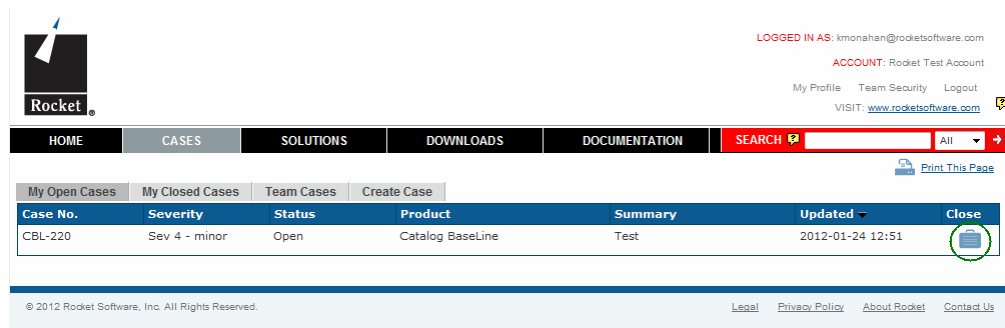 Rocket
LOGGED IN AS: kmonahan@rocketsoftware.com
ACCOUNT: Rocket Test Account
My Profile Team Security Logout
VISIT: www.rocketsoftware.com
HOME CASES SOLUTIONS DOWNLOADS DOCUMENTATION SEARCH All
Print This Page
My Open Cases My Closed Cases Team Cases Create Case
Case No. Severity Status Product Summary Updated Close
CBL-220 Sev 4 - minor Open Catalog BaseLine Test 2012-01-24 12:51
© 2012 Rocket Software, Inc. All Rights Reserved. Legal Privacy Policy About Rocket Contact Us